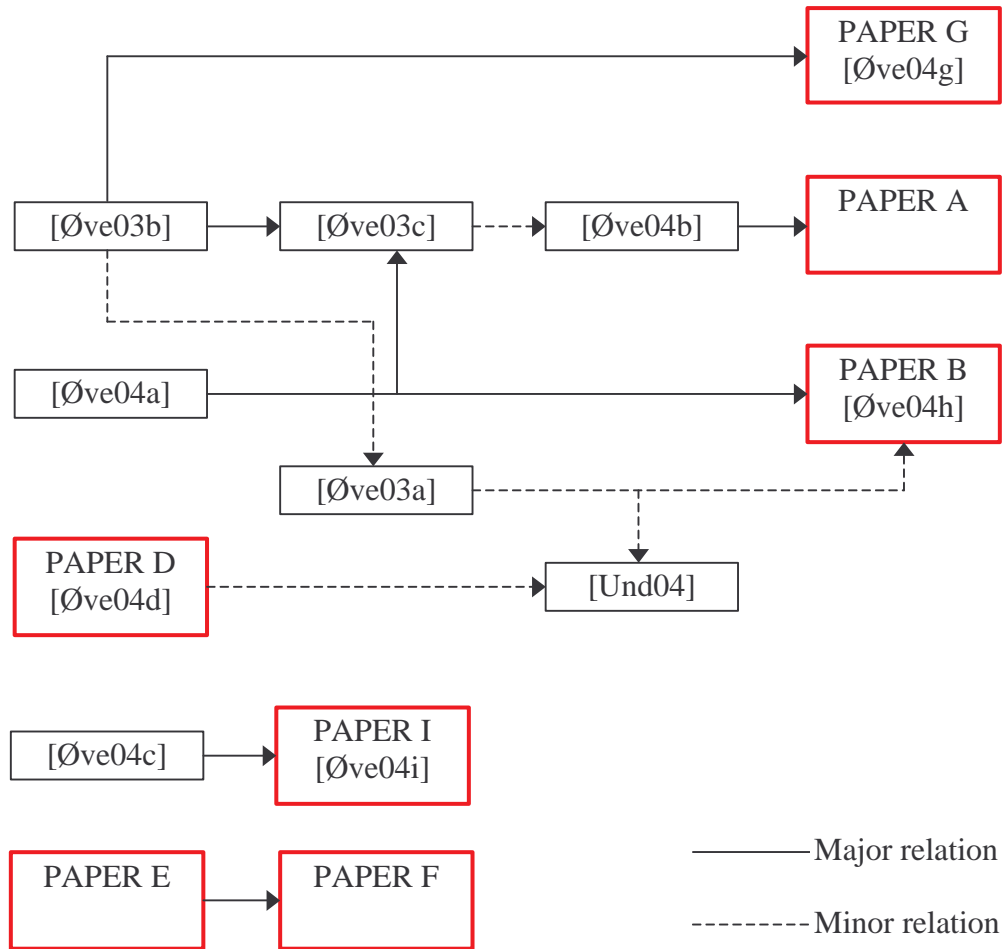 PAPER G
[Øve04g]
[Øve03b]
[Øve03c]
[Øve04b]
PAPER A
[Øve04a]
PAPER B
[Øve04h]
[Øve03a]
PAPER D
[Øve04d]
[Und04]
[Øve04c]
PAPER I
[Øve04i]
PAPER E
PAPER F
Major relation
Minor relation